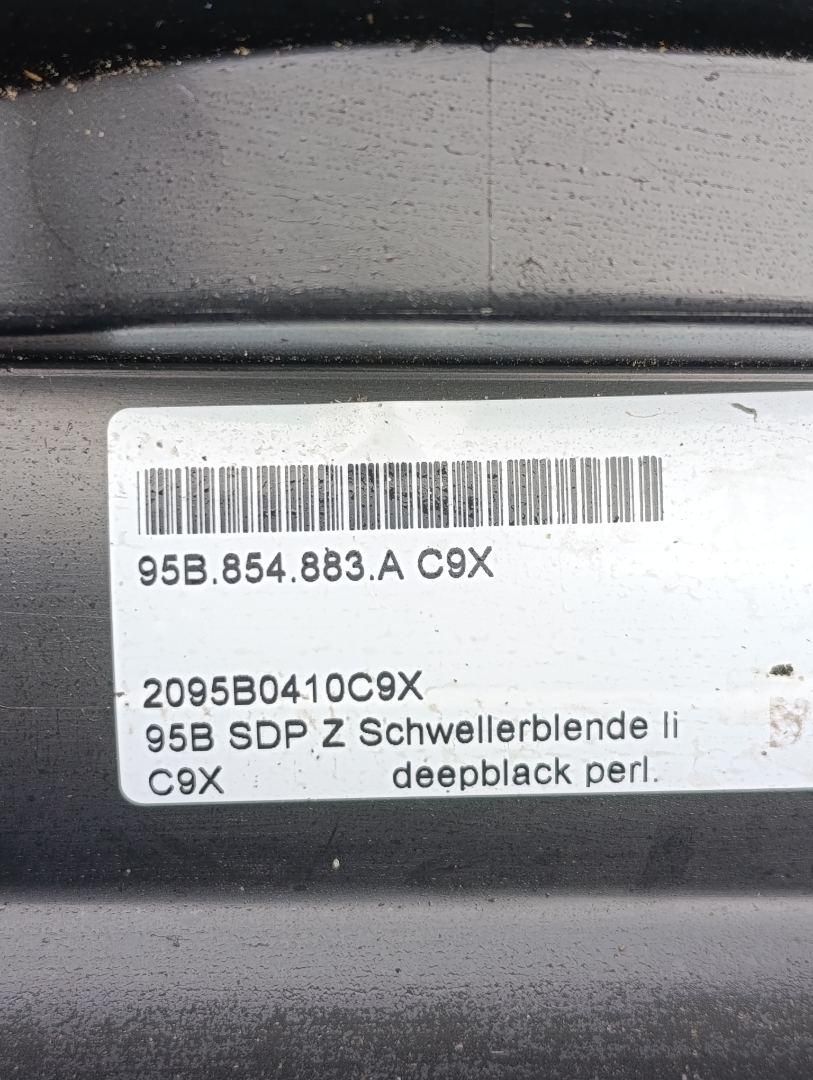 95B.854.883.A C9X
2095B0410C9X
95B SDP Z Schwellerblende li
C9X deepblack perl.